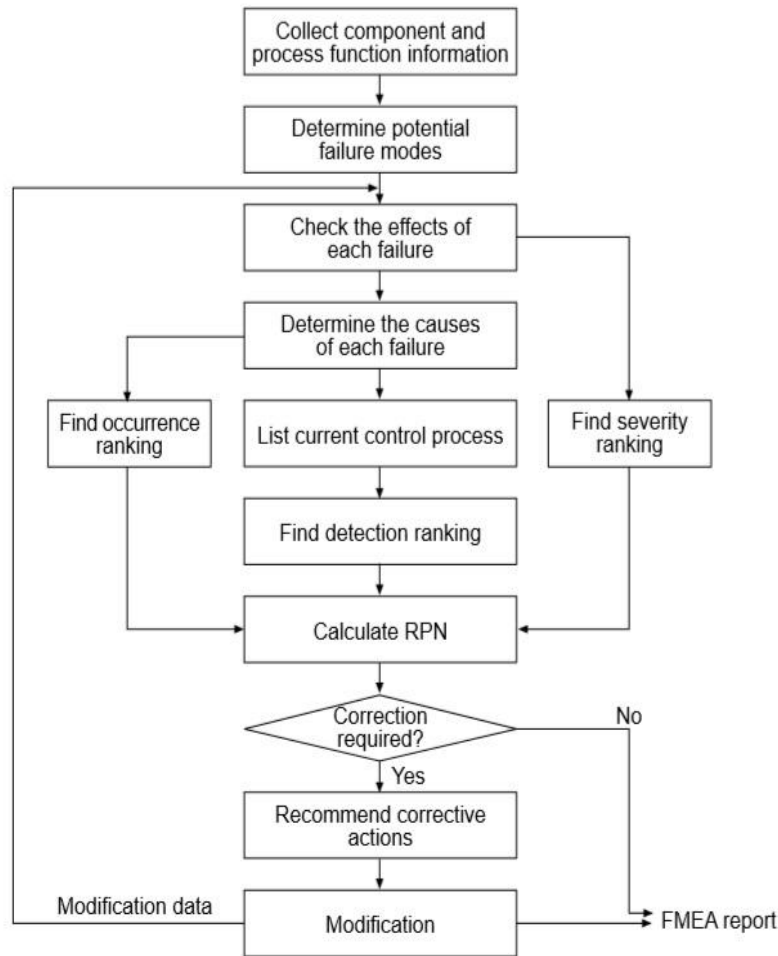 Collect component and
process function information
Determine potential
failure modes
Check the effects of
each failure
Determine the causes
of each failure
Find occurrence
ranking
List current control process
Find severity
ranking
Find detection ranking
Calculate RPN
Correction
required?
No
Yes
Recommend corrective
actions
Modification data
Modification
FMEA report